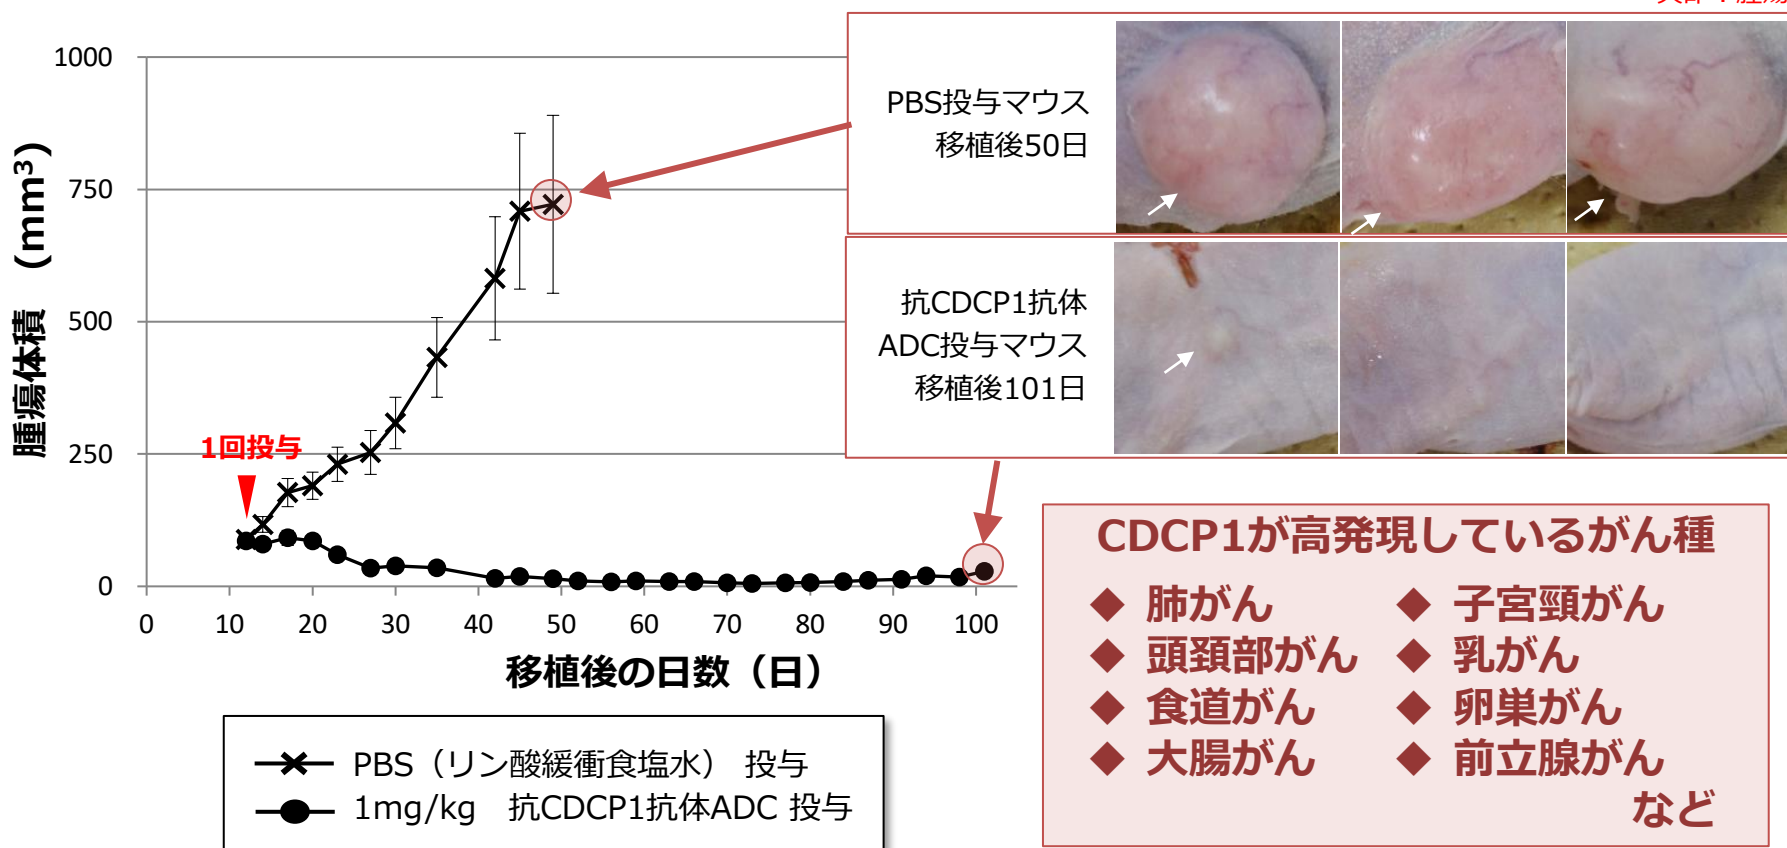 1000
750
500
250
0
腫瘍体積 (mm³)
1回投与
0 10 20 30 40 50 60 70 80 90 100
移植後の日数（日）
PBS投与マウス
移植後50日
抗CDCP1抗体
ADC投与マウス
移植後101日
PBS（リン酸緩衝食塩水） 投与
1mg/kg 抗CDCP1抗体ADC 投与
CDCP1が高発現しているがん種
◆ 肺がん ◆ 子宮頸がん
◆ 頭頚部がん ◆ 乳がん
◆ 食道がん ◆ 卵巣がん
◆ 大腸がん ◆ 前立腺がん
など